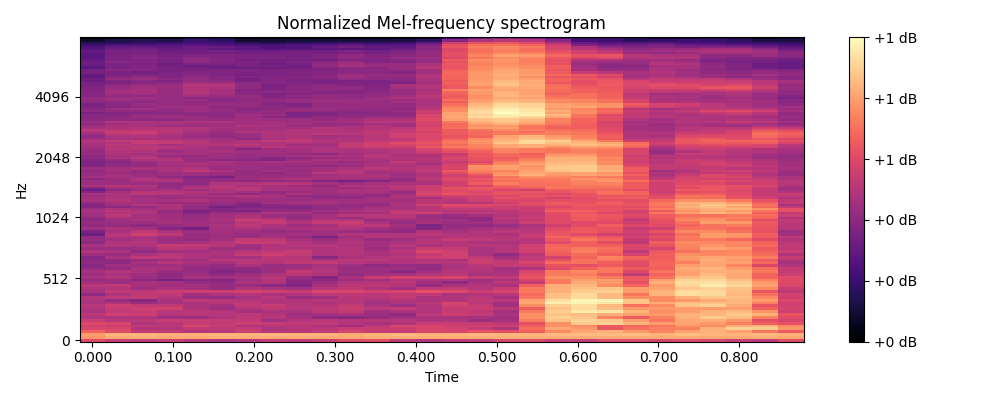 Normalized Mel-frequency spectrogram
Hz
4096
2048
1024
512
0
0.000 0.100 0.200 0.300 0.400 0.500 0.600 0.700 0.800
Time
+1 dB
+1 dB
+1 dB
+0 dB
+0 dB
+0 dB